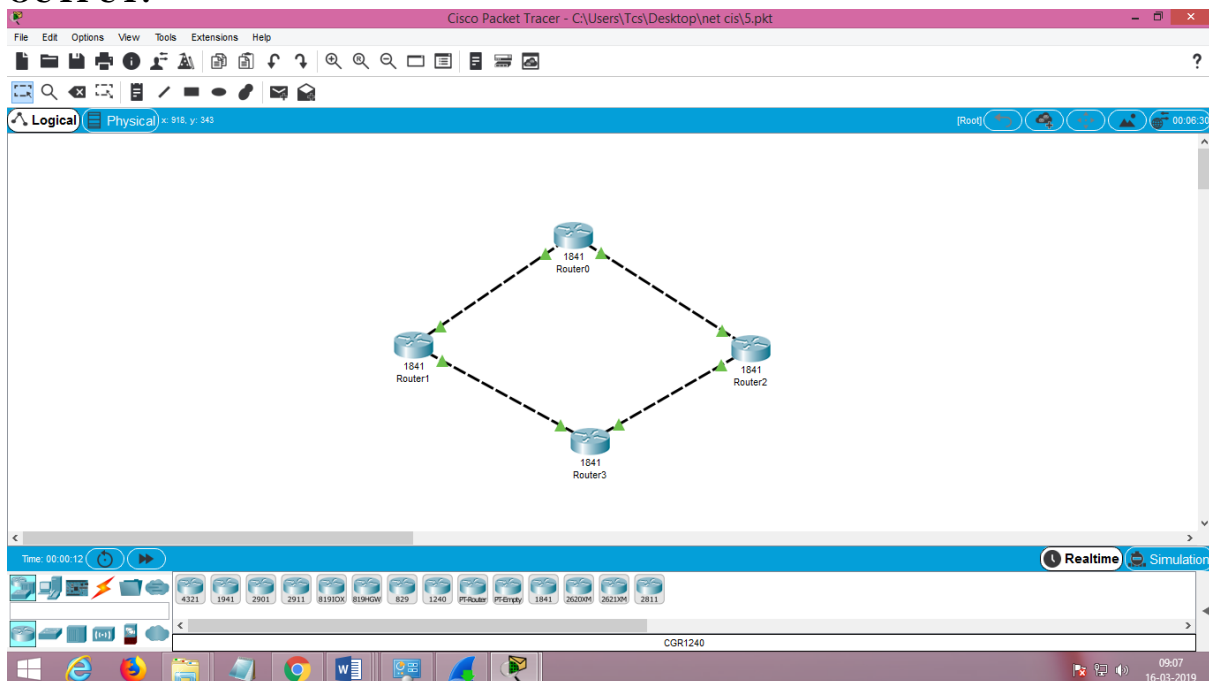 Cisco Packet Tracer - C:\Users\Tcs\Desktop\net cis\5.pkt
File Edit Options View Tools Extensions Help
?
Logical Physical x: 918, y: 343 [Root] 00:06:30
1841
Router0
1841
Router1
1841
Router2
1841
Router3
Time: 00:00:12 Realtime Simulation
4321 1941 2901 2911 819IOX 819HGW 829 1240 PT-Router PT-Empty 1841 2620XM 2621XM 2811
CGR1240
09:07
16-03-2019